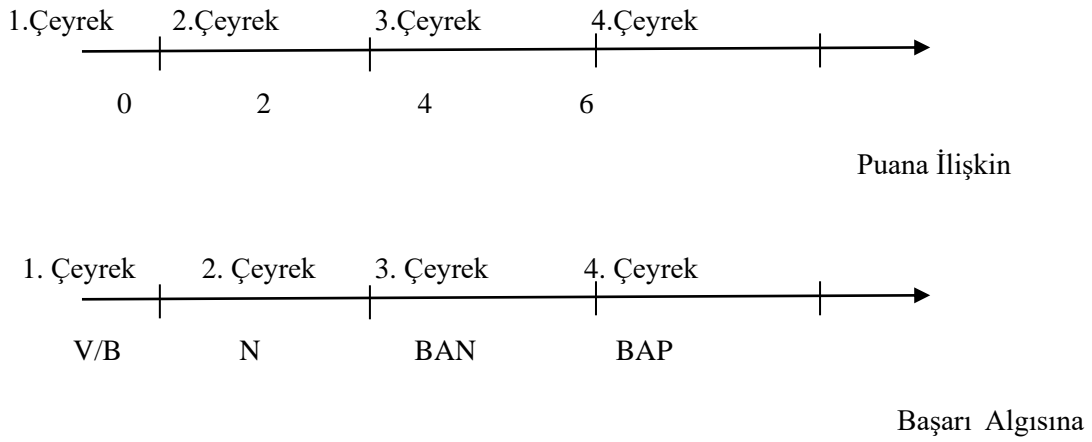 1.Çeyrek 2.Çeyrek 3.Çeyrek 4.Çeyrek
0 2 4 6
Puana İlişkin
1. Çeyrek 2. Çeyrek 3. Çeyrek 4. Çeyrek
V/B N BAN BAP
Başarı Algısına